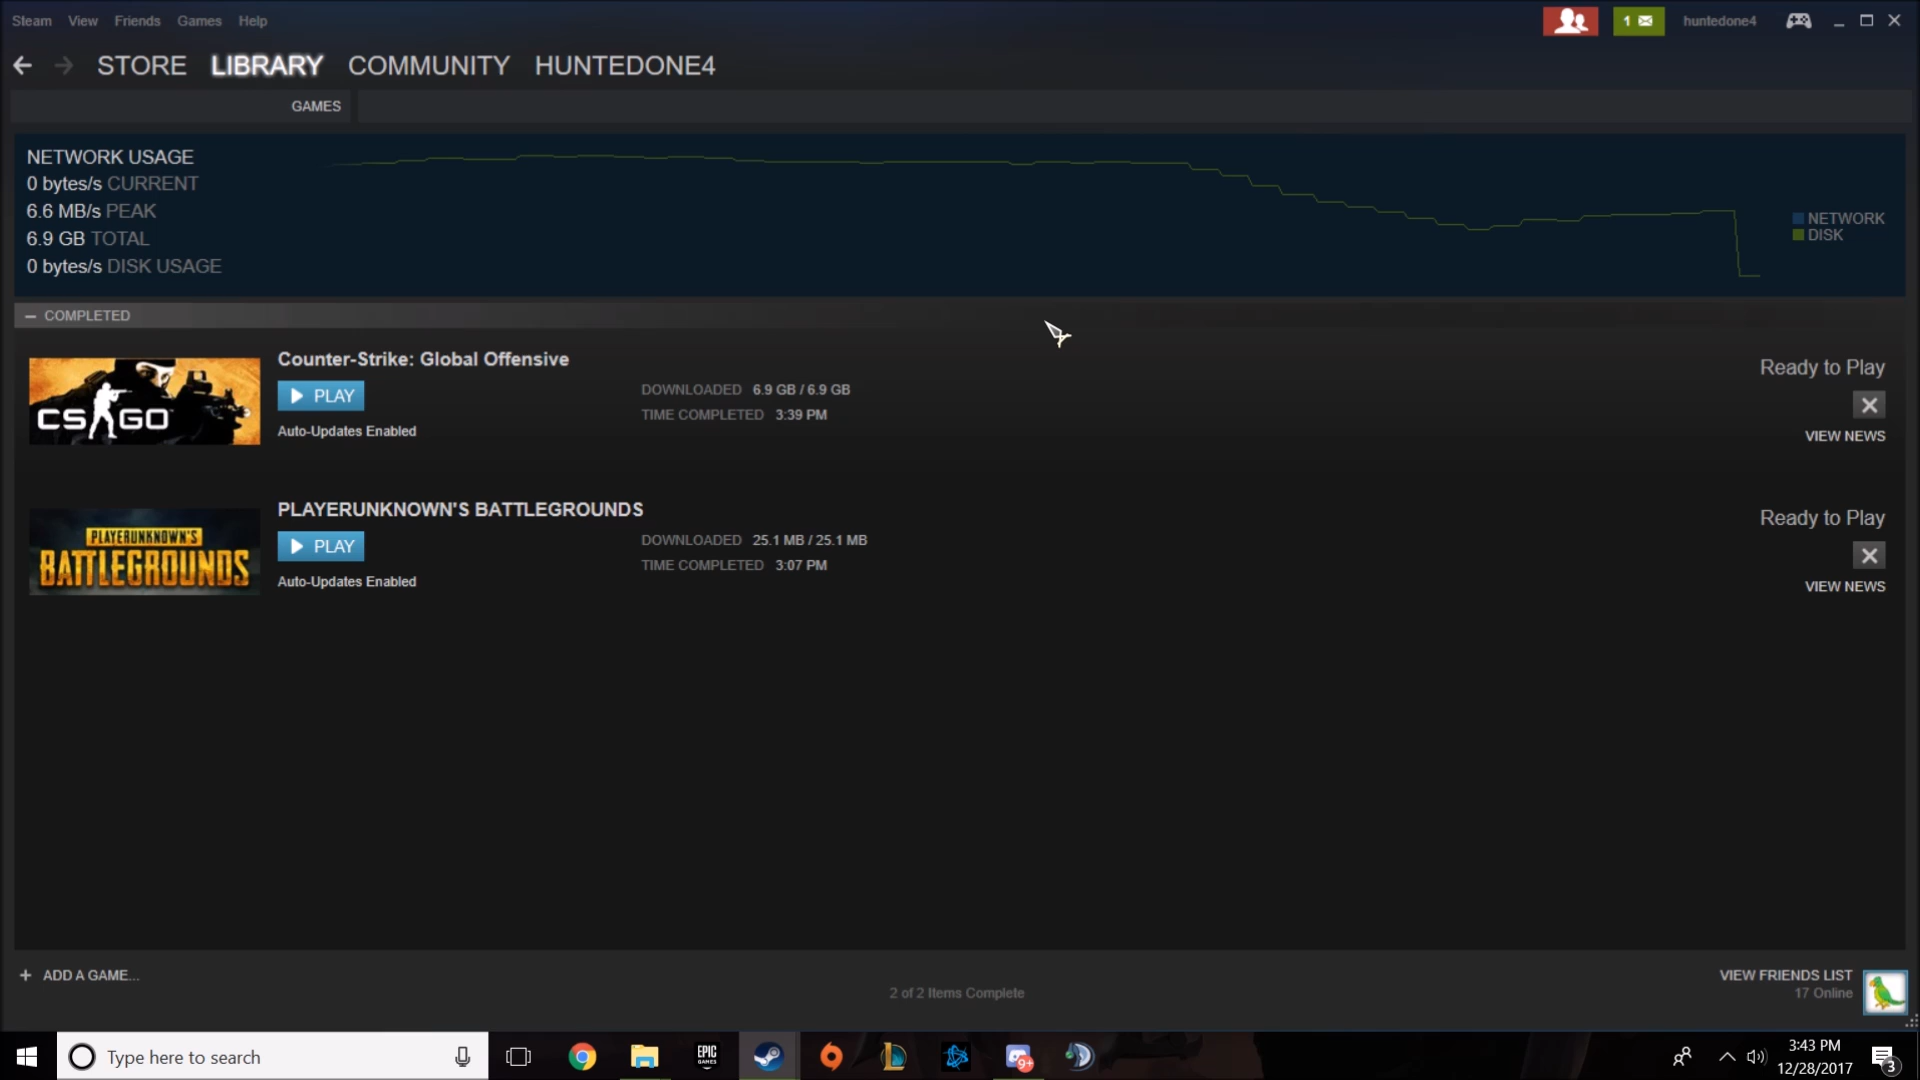 Steam View Friends Games Help
1
huntedone4
STORE LIBRARY COMMUNITY HUNTEDONE4
GAMES
NETWORK USAGE
0 bytes/s CURRENT
6.6 MB/s PEAK
6.9 GB TOTAL
0 bytes/s DISK USAGE
NETWORK
DISK
COMPLETED
CS GO
Counter-Strike: Global Offensive
PLAY
Auto-Updates Enabled
DOWNLOADED 6.9 GB / 6.9 GB
TIME COMPLETED 3:39 PM
Ready to Play
VIEW NEWS
PLAYERUNKNOWN'S
BATTLEGROUNDS
PLAYERUNKNOWN'S BATTLEGROUNDS
PLAY
Auto-Updates Enabled
DOWNLOADED 25.1 MB / 25.1 MB
TIME COMPLETED 3:07 PM
Ready to Play
VIEW NEWS
+ ADD A GAME...
2 of 2 Items Complete
VIEW FRIENDS LIST
17 Online
Type here to search
EPIC
GAMES
9+
3:43 PM
12/28/2017
3